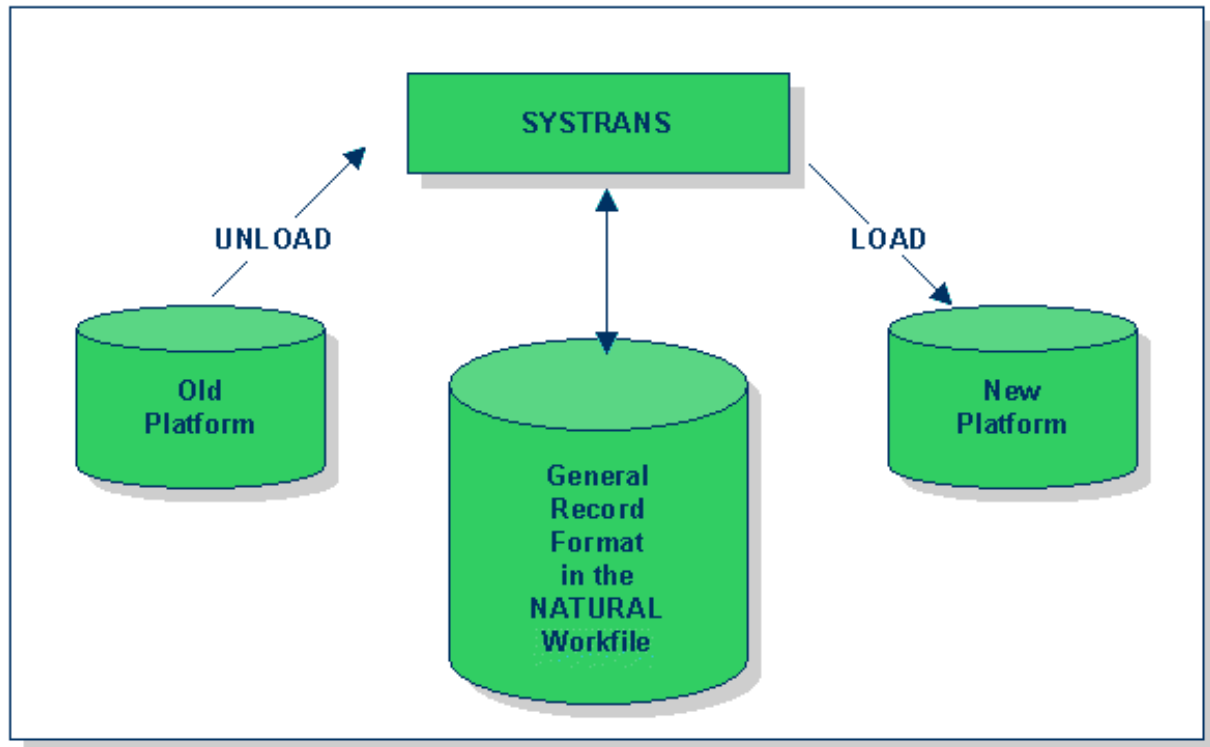 SYSTRANS
UNLOAD
LOAD
Old
Platform
General
Record
Format
in the
NATURAL
Workfile
New
Platform